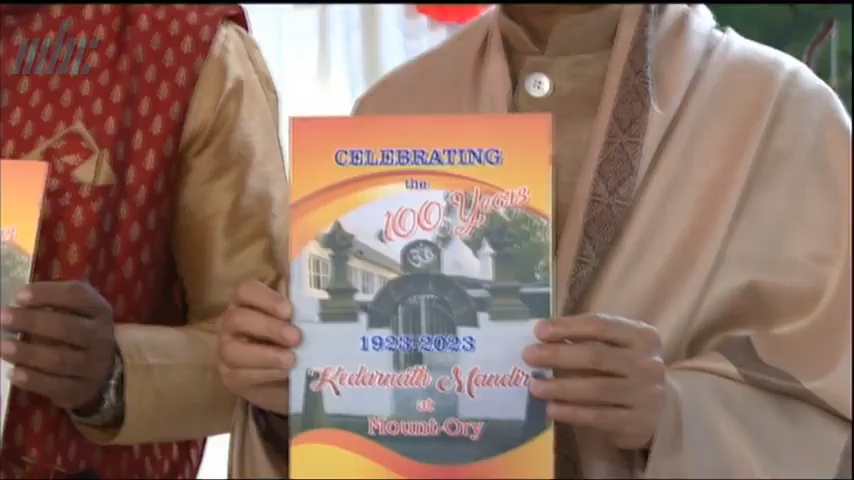 mbc
CELEBRATING
the
100 Years
ॐ
1923-2023
Kedarnath Mandir
at
Mount-Ory